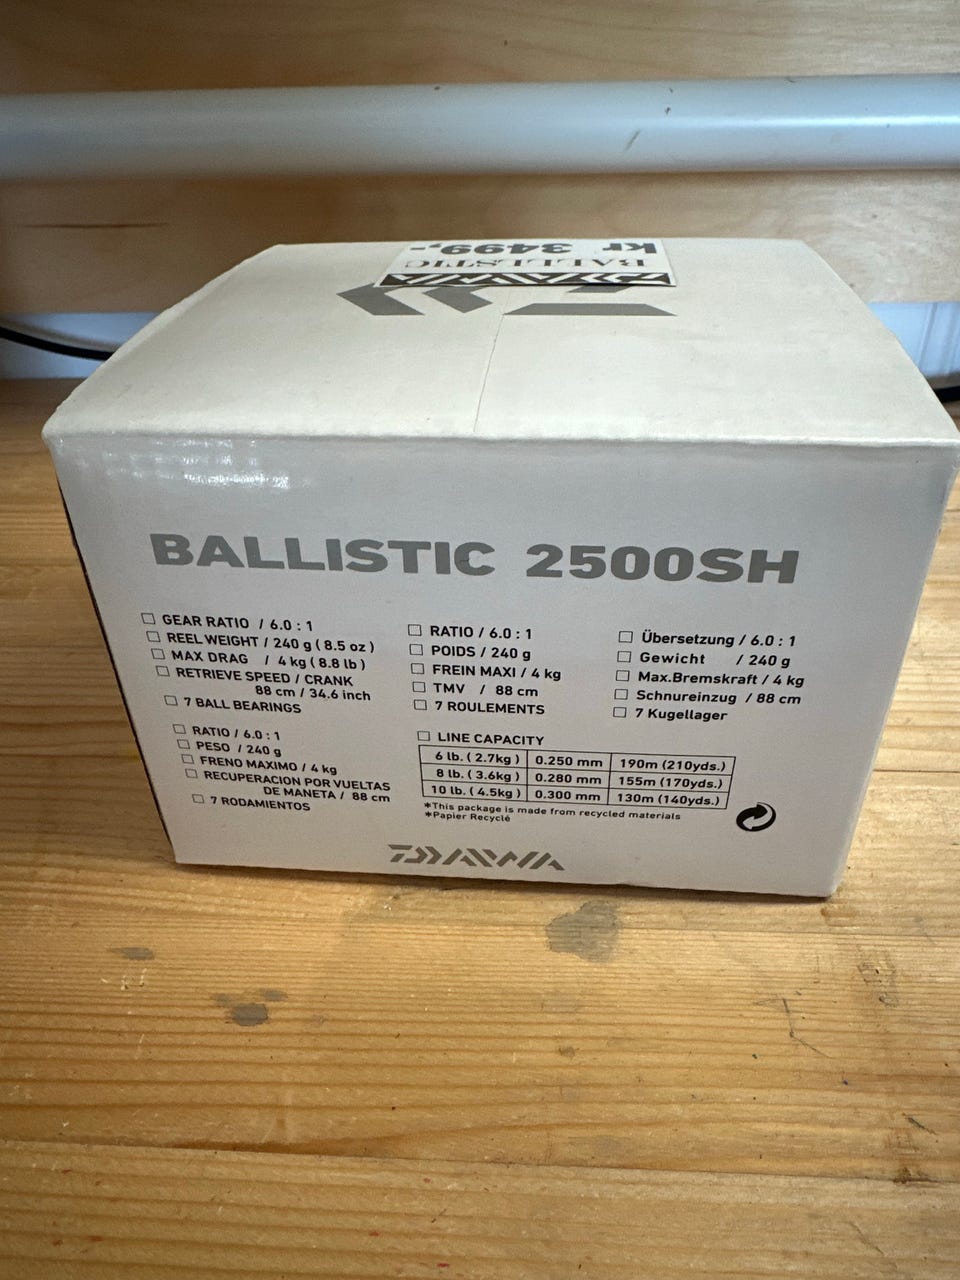 DAIWA
BALLISTIC
kr 3499,-
BALLISTIC 2500SH
☐ GEAR RATIO / 6.0 : 1
☐ REEL WEIGHT / 240 g ( 8.5 oz )
☐ MAX DRAG / 4 kg ( 8.8 lb )
☐ RETRIEVE SPEED / CRANK
88 cm / 34.6 inch
☐ 7 BALL BEARINGS
☐ RATIO / 6.0 : 1
☐ POIDS / 240 g
☐ FREIN MAXI / 4 kg
☐ TMV / 88 cm
☐ 7 ROULEMENTS
☐ Übersetzung / 6.0 : 1
☐ Gewicht / 240 g
☐ Max.Bremskraft / 4 kg
☐ Schnureinzug / 88 cm
☐ 7 Kugellager
☐ RATIO / 6.0 : 1
☐ PESO / 240 g
☐ FRENO MAXIMO / 4 kg
☐ RECUPERACION POR VUELTAS
DE MANETA / 88 cm
☐ 7 RODAMIENTOS
☐ LINE CAPACITY
6 lb. ( 2.7kg ) 0.250 mm 190m (210yds.)
8 lb. ( 3.6kg ) 0.280 mm 155m (170yds.)
10 lb. ( 4.5kg ) 0.300 mm 130m (140yds.)
*This package is made from recycled materials
*Papier Recyclé
DAIWA